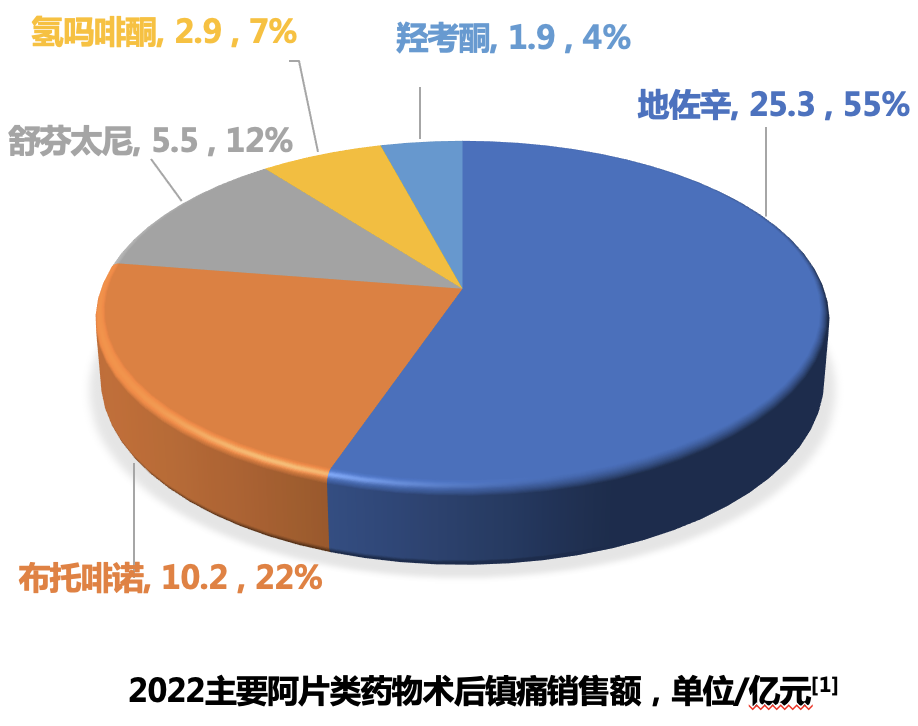 氢吗啡酮, 2.9 , 7%
羟考酮, 1.9 , 4%
地佐辛, 25.3 , 55%
舒芬太尼, 5.5 , 12%
布托啡诺, 10.2 , 22%
2022主要阿片类药物术后镇痛销售额，单位/亿元[1]